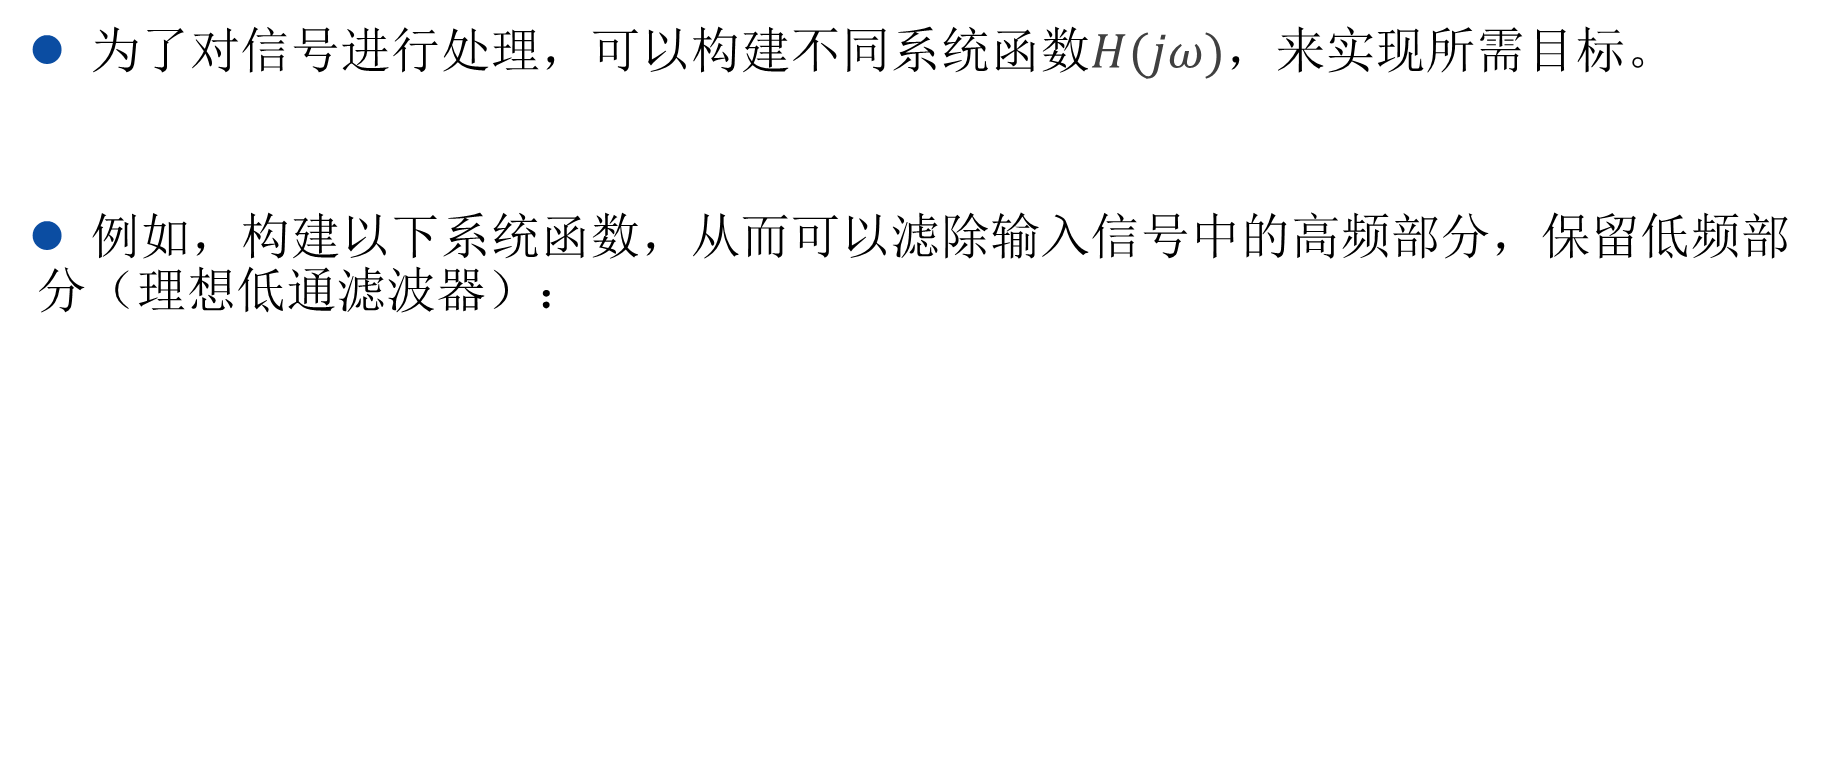 ● 为了对信号进行处理，可以构建不同系统函数H(jω)，来实现所需目标。
● 例如，构建以下系统函数，从而可以滤除输入信号中的高频部分，保留低频部
分（理想低通滤波器）：